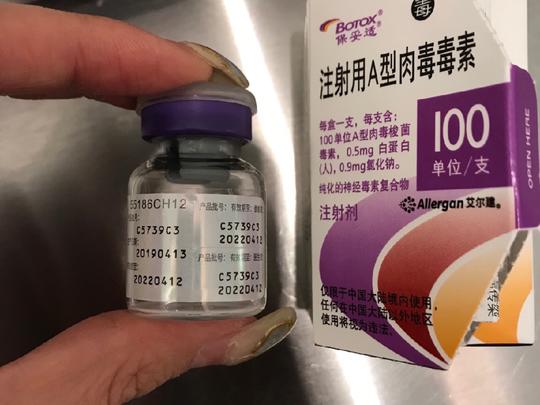 55186CH12
产品批号:
C5739C3
20190413
C5739C3
20220412
产品批号:
C5739C3
20220412
20220412
毒
BOTOX®
保妥适®
注射用A型肉毒毒素
每盒一支，每支含：
100单位A型肉毒梭菌
毒素，0.5mg 白蛋白
(人)，0.9mg氯化钠。
纯化的神经毒素复合物
注射剂
100
单位/支
Allergan 艾尔建®
仅限于中国大陆境内使用，
任何在中国大陆以外地区
使用将视为违法。
OPEN HERE